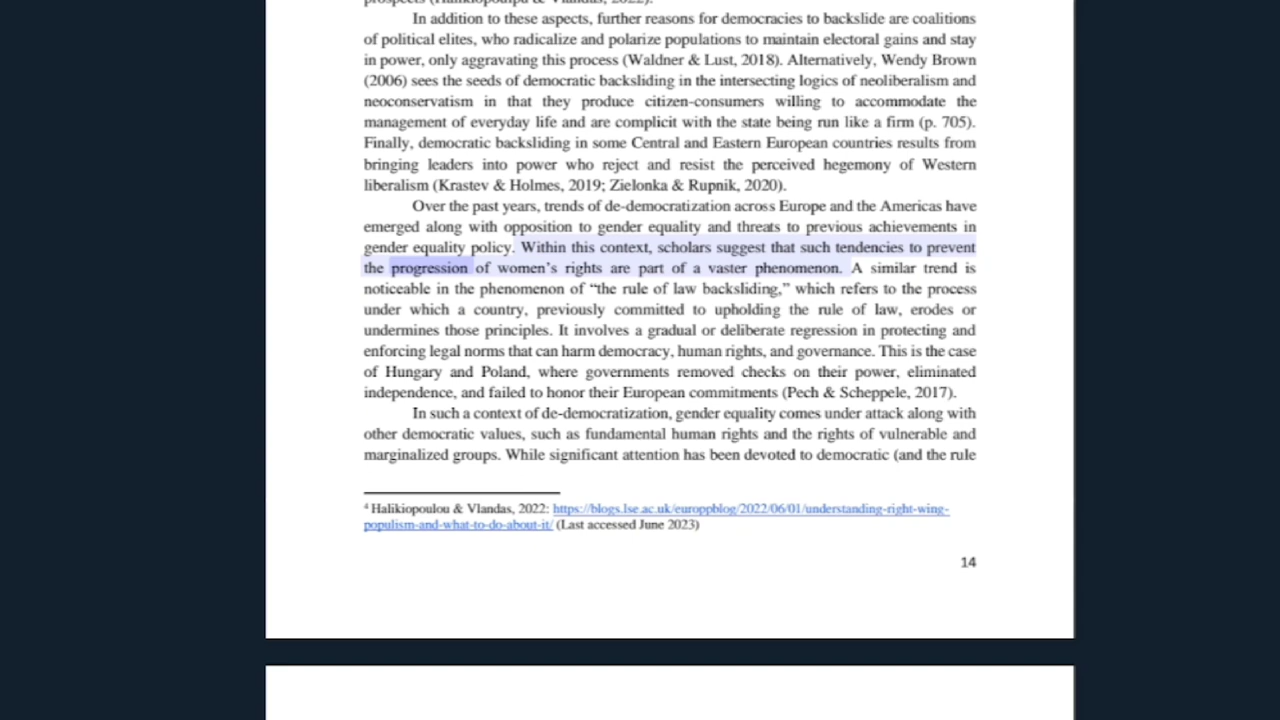 prospects (Halikiopoulpu & Vlandas, 2022).
In addition to these aspects, further reasons for democracies to backslide are coalitions
of political elites, who radicalize and polarize populations to maintain electoral gains and stay
in power, only aggravating this process (Waldner & Lust, 2018). Alternatively, Wendy Brown
(2006) sees the seeds of democratic backsliding in the intersecting logics of neoliberalism and
neoconservatism in that they produce citizen-consumers willing to accommodate the
management of everyday life and are complicit with the state being run like a firm (p. 705).
Finally, democratic backsliding in some Central and Eastern European countries results from
bringing leaders into power who reject and resist the perceived hegemony of Western
liberalism (Krastev & Holmes, 2019; Zielonka & Rupnik, 2020).
Over the past years, trends of de-democratization across Europe and the Americas have
emerged along with opposition to gender equality and threats to previous achievements in
gender equality policy. Within this context, scholars suggest that such tendencies to prevent
the progression of women’s rights are part of a vaster phenomenon. A similar trend is
noticeable in the phenomenon of “the rule of law backsliding,” which refers to the process
under which a country, previously committed to upholding the rule of law, erodes or
undermines those principles. It involves a gradual or deliberate regression in protecting and
enforcing legal norms that can harm democracy, human rights, and governance. This is the case
of Hungary and Poland, where governments removed checks on their power, eliminated
independence, and failed to honor their European commitments (Pech & Scheppele, 2017).
In such a context of de-democratization, gender equality comes under attack along with
other democratic values, such as fundamental human rights and the rights of vulnerable and
marginalized groups. While significant attention has been devoted to democratic (and the rule
4 Halikiopoulou & Vlandas, 2022: https://blogs.lse.ac.uk/europpblog/2022/06/01/understanding-right-wing-
populism-and-what-to-do-about-it/ (Last accessed June 2023)
14